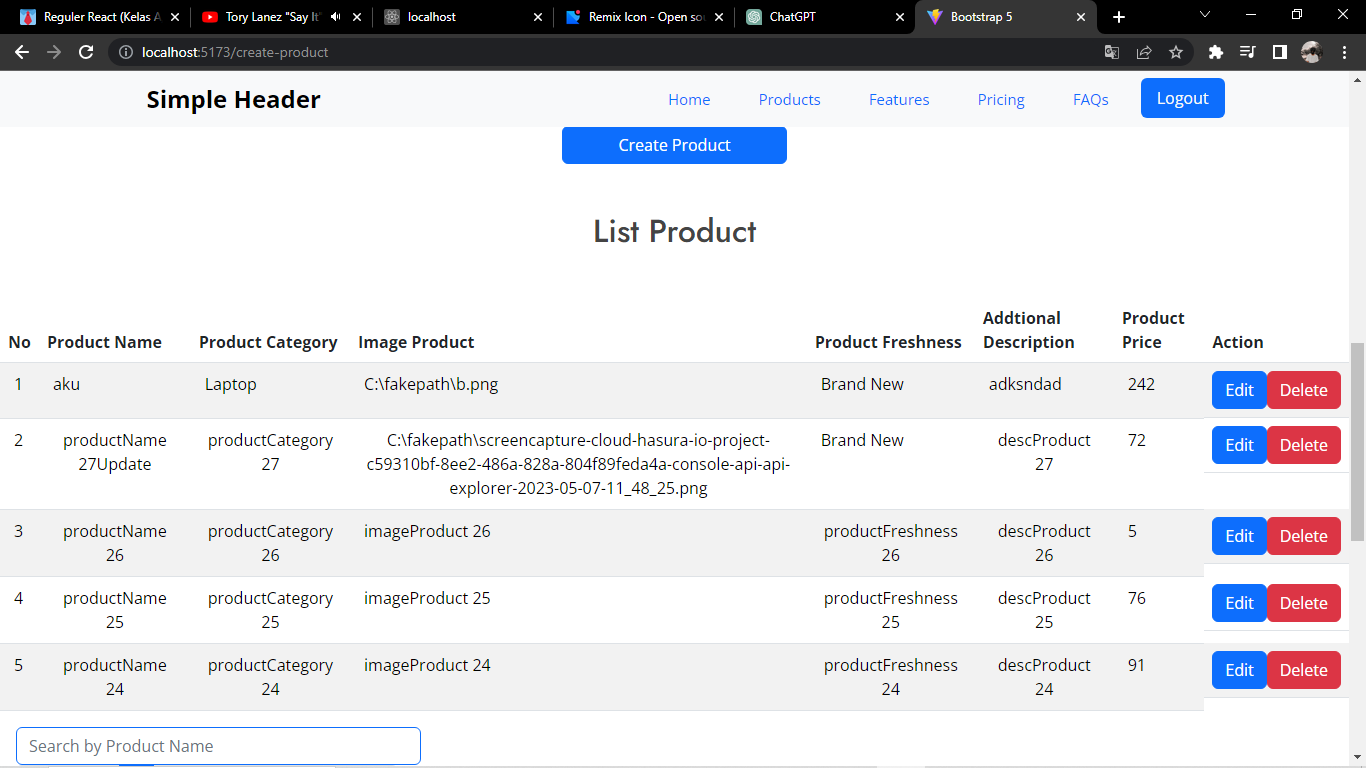 Reguler React (Kelas A
Tory Lanez "Say It"
localhost
Remix Icon - Open sou
ChatGPT
Bootstrap 5
localhost:5173/create-product
Simple Header
Home
Products
Features
Pricing
FAQs
Logout
Create Product
List Product
No Product Name Product Category Image Product Product Freshness Addtional Description Product Price Action
1 aku Laptop C:\fakepath\b.png Brand New adksndad 242 Edit Delete
2 productName productCategory C:\fakepath\screencapture-cloud-hasura-io-project- Brand New descProduct 72 Edit Delete
27Update 27 c59310bf-8ee2-486a-828a-804f89feda4a-console-api-api- 27
explorer-2023-05-07-11_48_25.png
3 productName productCategory imageProduct 26 productFreshness descProduct 5 Edit Delete
26 26 26 26
4 productName productCategory imageProduct 25 productFreshness descProduct 76 Edit Delete
25 25 25 25
5 productName productCategory imageProduct 24 productFreshness descProduct 91 Edit Delete
24 24 24 24
Search by Product Name